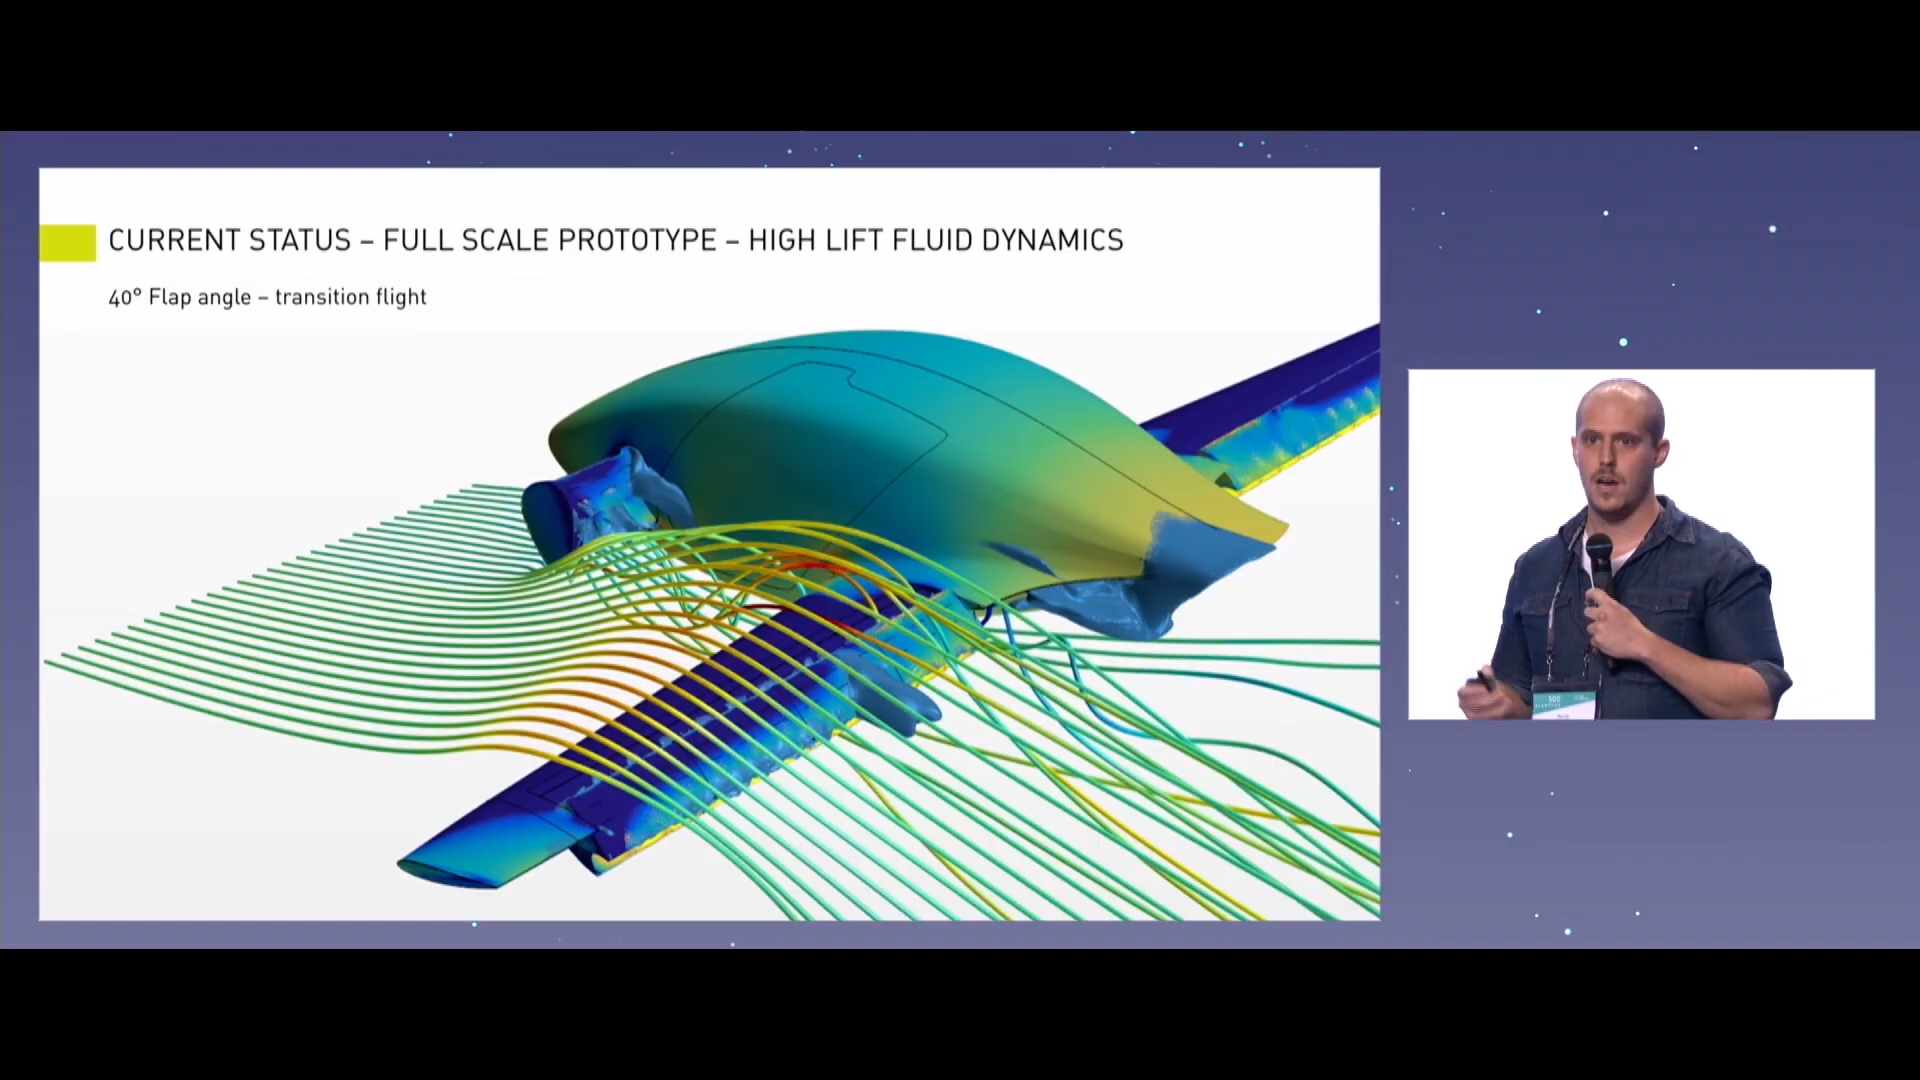 CURRENT STATUS – FULL SCALE PROTOTYPE – HIGH LIFT FLUID DYNAMICS
40° Flap angle – transition flight